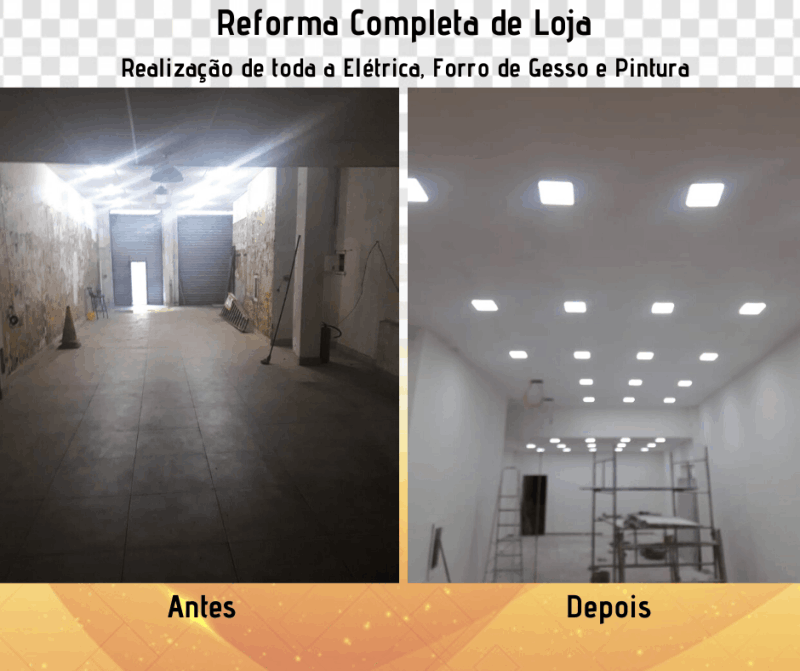 Reforma Completa de Loja
Realização de toda a Elétrica, Forro de Gesso e Pintura
Antes
Depois